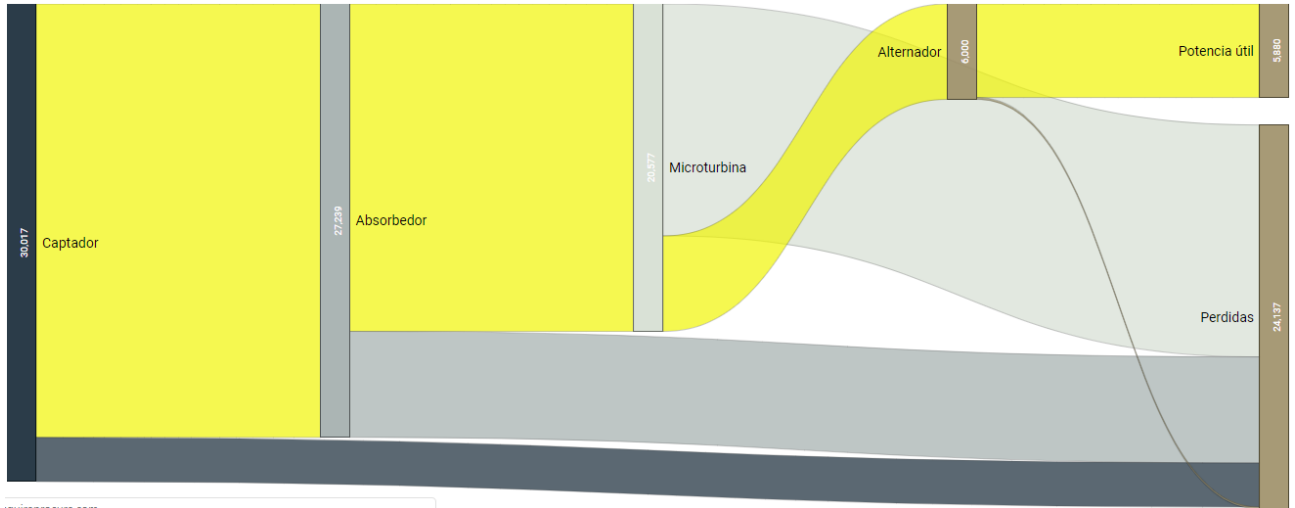 Captador
30,017
Absorbedor
27,239
Microturbina
20,577
Alternador
6,000
Potencia útil
5,880
Perdidas
24,137